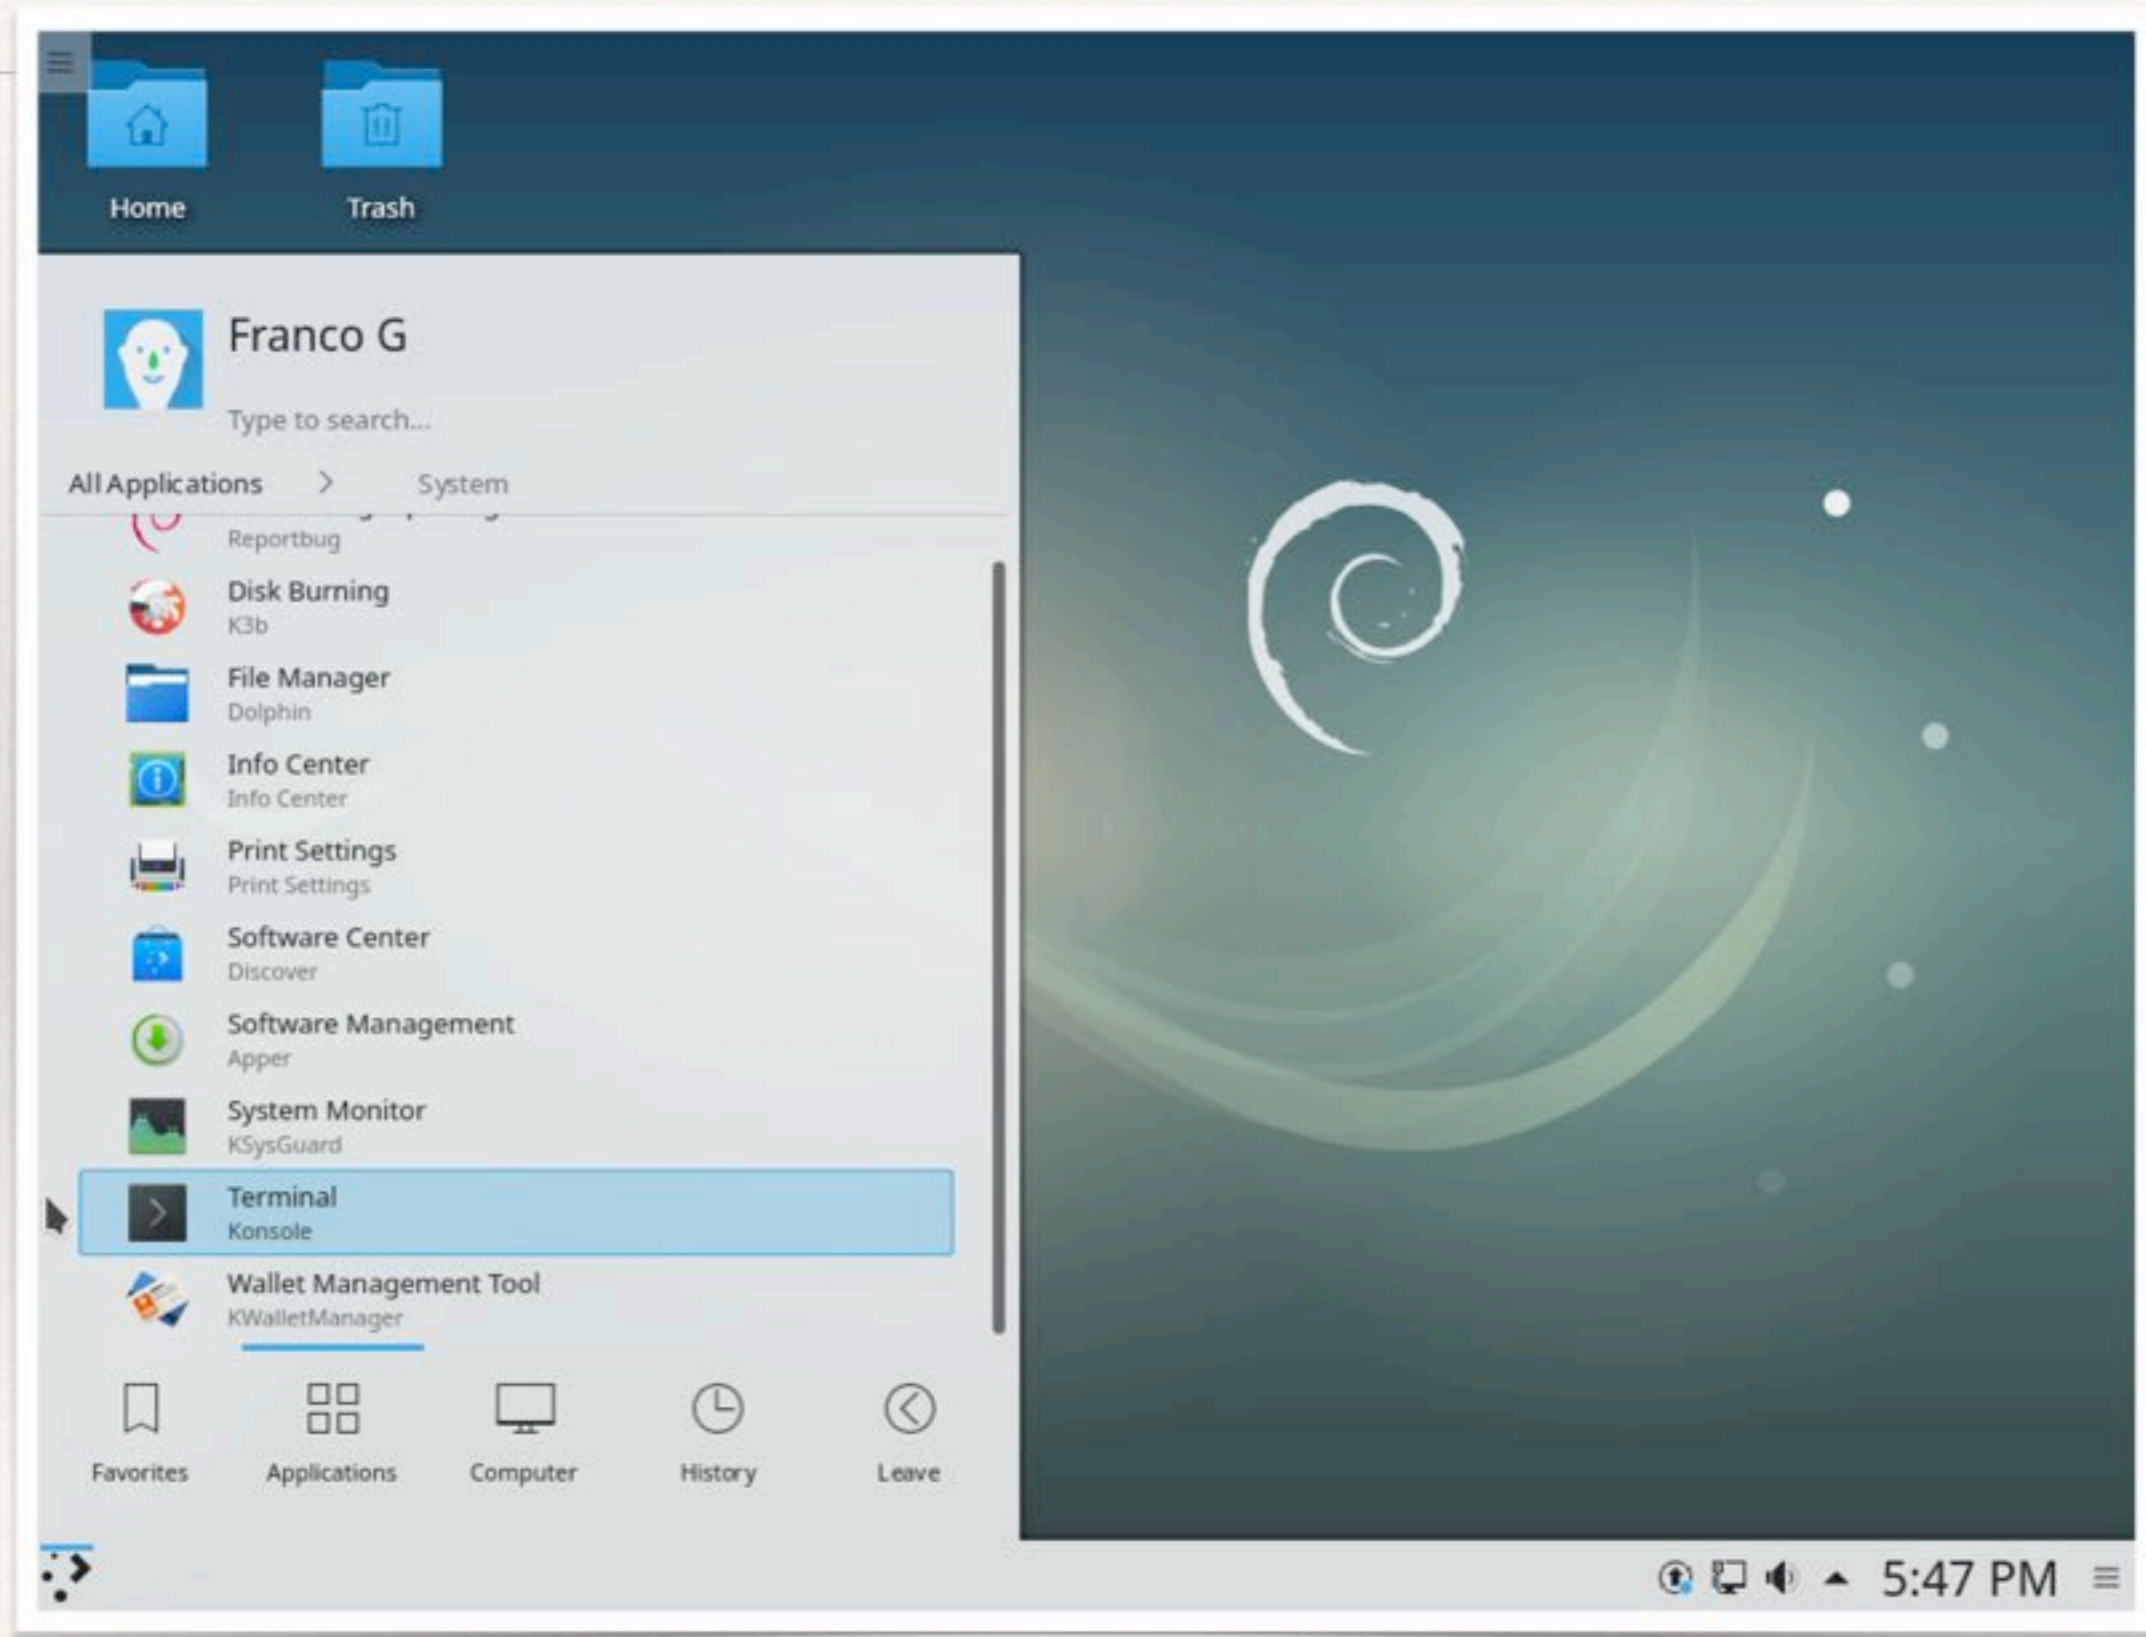 Home
Trash
Franco G
Type to search...
All Applications
System
Reportbug
Disk Burning
K3b
File Manager
Dolphin
Info Center
Info Center
Print Settings
Print Settings
Software Center
Discover
Software Management
Apper
System Monitor
KSysGuard
Terminal
Konsole
Wallet Management Tool
KWalletManager
Favorites
Applications
Computer
History
Leave
5:47 PM